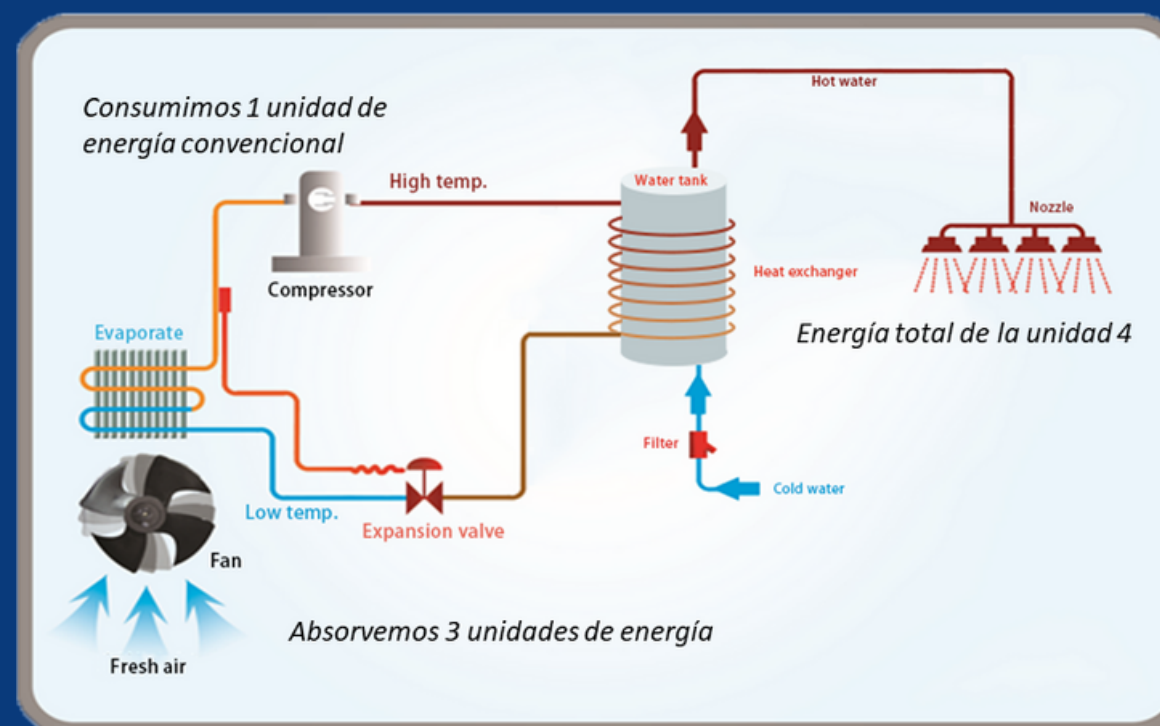 Consumimos 1 unidad de
energía convencional
Hot water
High temp.
Water tank
Nozzle
Compressor
Heat exchanger
Evaporate
Energía total de la unidad 4
Filter
Cold water
Low temp.
Expansion valve
Fan
Absorvemos 3 unidades de energía
Fresh air